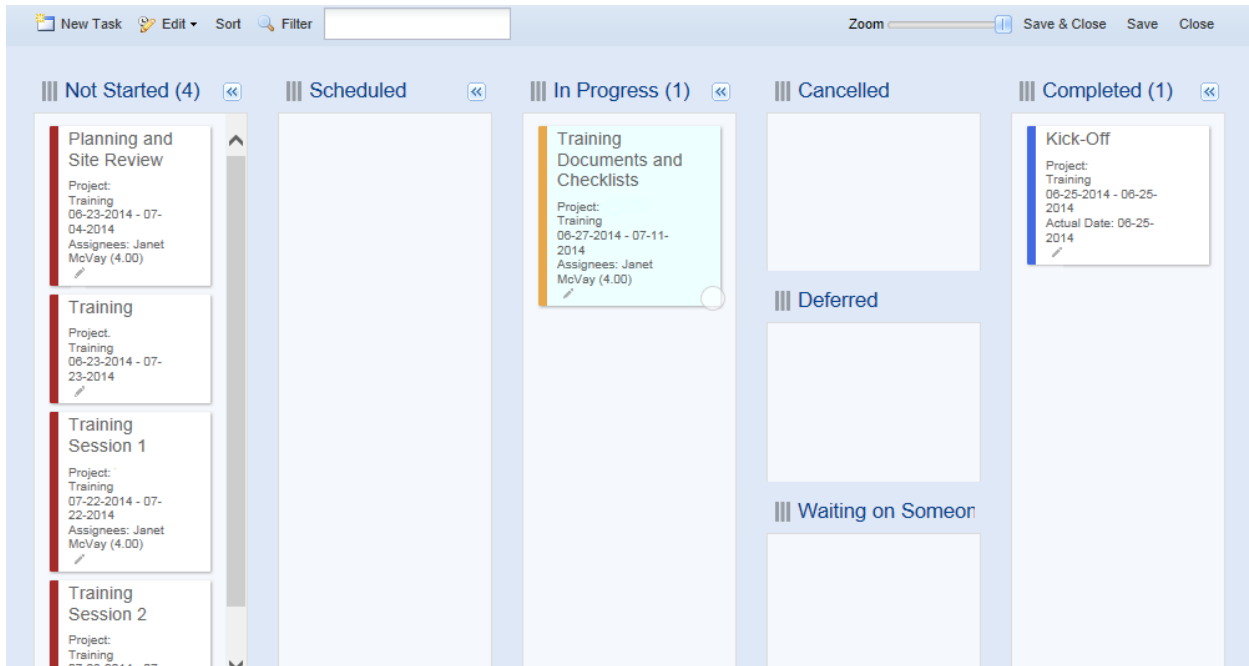 New Task Edit Sort Filter Zoom Save & Close Save Close
Not Started (4)
Planning and
Site Review
Project:
Training
06-23-2014 - 07-
04-2014
Assignees: Janet
McVay (4.00)
Training
Project.
Training
06-23-2014 - 07-
23-2014
Training
Session 1
Project:
Training
07-22-2014 - 07-
22-2014
Assignees: Janet
McVay (4.00)
Training
Session 2
Project:
Training
Scheduled
In Progress (1)
Training
Documents and
Checklists
Project:
Training
06-27-2014 - 07-11-
2014
Assignees: Janet
McVay (4.00)
Cancelled
Deferred
Waiting on Someon
Completed (1)
Kick-Off
Project:
Training
06-25-2014 - 06-25-
2014
Actual Date: 06-25-
2014